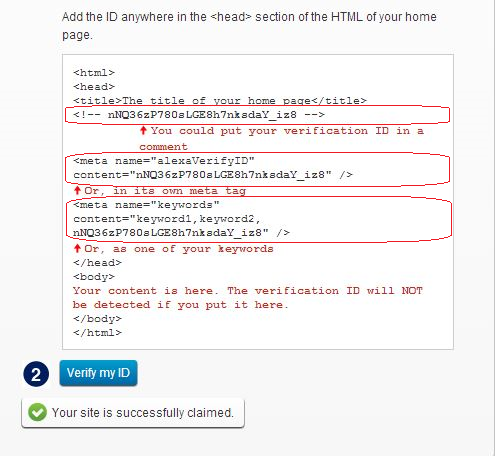 Add the ID anywhere in the <head> section of the HTML of your home
page.
<html>
<head>
<title>The title of your home page</title>
<!-- nNQ36zP780sLGE8h7nksdaY_iz8 -->
You could put your verification ID in a
comment
<meta name="alexaVerifyID"
content="nNQ36zP780sLGE8h7nksdaY_iz8" />
Or, in its own meta tag
<meta name="keywords"
content="keyword1,keyword2,
nNQ36zP780sLGE8h7nksdaY_iz8" />
Or, as one of your keywords
</head>
<body>
Your content is here. The verification ID will NOT
be detected if you put it here.
</body>
</html>
2 Verify my ID
Your site is successfully claimed.